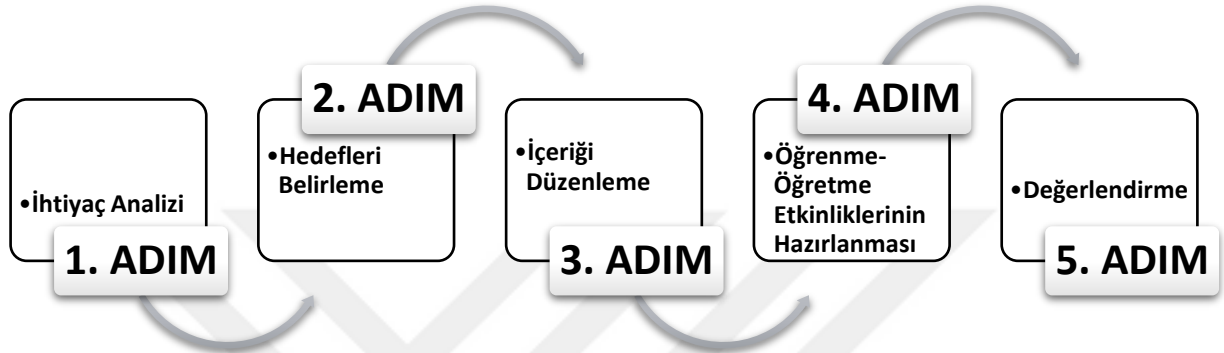 •İhtiyaç Analizi
1. ADIM
2. ADIM
•Hedefleri
Belirleme
•İçeriği
Düzenleme
3. ADIM
4. ADIM
•Öğrenme-
Öğretme
Etkinliklerinin
Hazırlanması
•Değerlendirme
5. ADIM